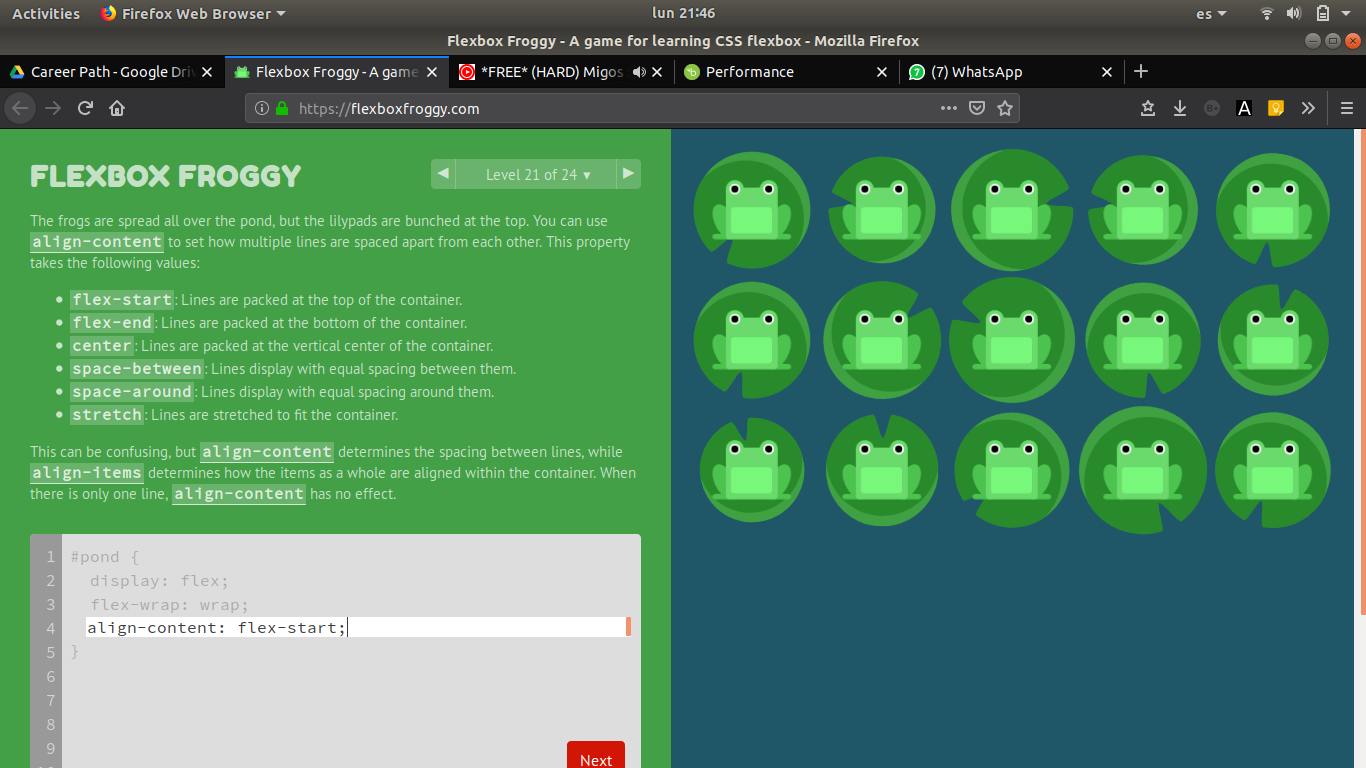 Activities Firefox Web Browser lun 21:46 es
Flexbox Froggy - A game for learning CSS flexbox - Mozilla Firefox
Career Path - Google Dri Flexbox Froggy - A game *FREE* (HARD) Migos Performance (7) WhatsApp
https://flexboxfroggy.com
FLEXBOX FROGGY
Level 21 of 24
The frogs are spread all over the pond, but the lilypads are bunched at the top. You can use
align-content to set how multiple lines are spaced apart from each other. This property
takes the following values:
• flex-start: Lines are packed at the top of the container.
• flex-end: Lines are packed at the bottom of the container.
• center: Lines are packed at the vertical center of the container.
• space-between: Lines display with equal spacing between them.
• space-around: Lines display with equal spacing around them.
• stretch: Lines are stretched to fit the container.
This can be confusing, but align-content determines the spacing between lines, while
align-items determines how the items as a whole are aligned within the container. When
there is only one line, align-content has no effect.
1 #pond {
2 display: flex;
3 flex-wrap: wrap;
4 align-content: flex-start;
5 }
6
7
8
9
Next